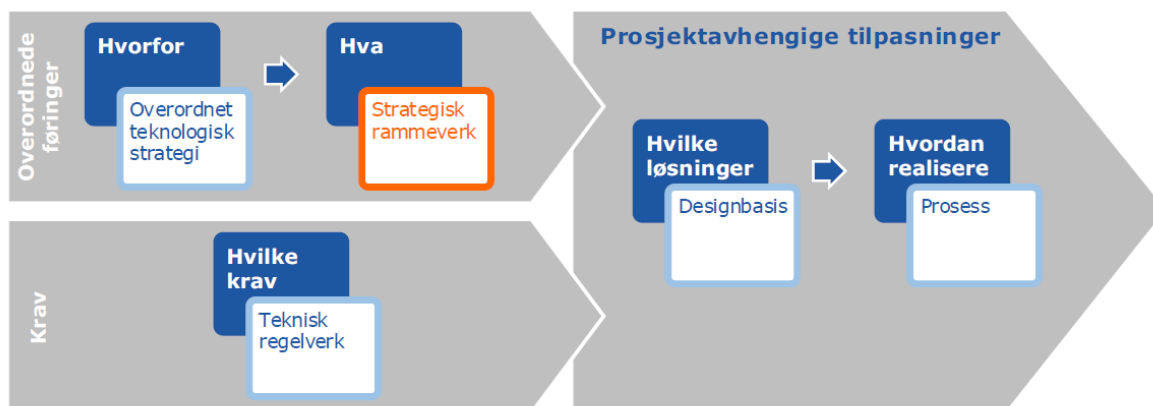 Overordnede
føringer
Hvorfor
Overordnet
teknologisk
strategi
Hva
Strategisk
rammeverk
Krav
Hvilke
krav
Teknisk
regelverk
Prosjektavhengige tilpasninger
Hvilke
løsninger
Designbasis
Hvordan
realisere
Prosess